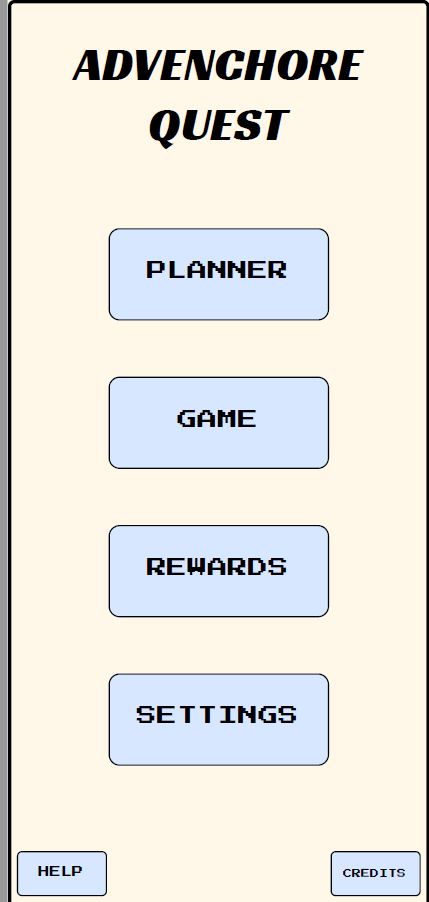 ADVENCHORE
QUEST
PLANNER
GAME
REWARDS
SETTINGS
HELP
CREDITS